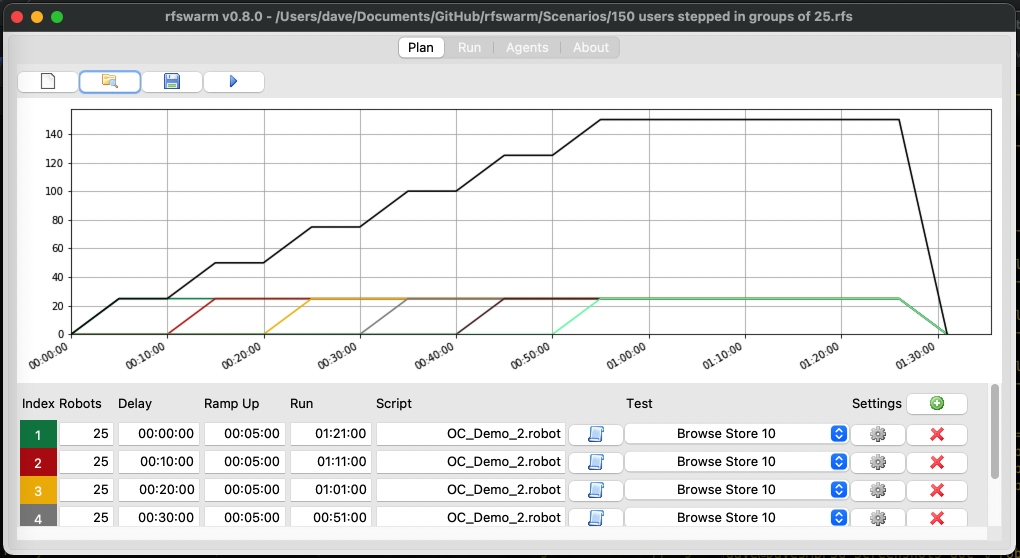 rfswarm v0.8.0 - /Users/dave/Documents/GitHub/rfswarm/Scenarios/150 users stepped in groups of 25.rfs
Plan Run Agents About
140
120
100
80
60
40
20
0
00:00:00 00:10:00 00:20:00 00:30:00 00:40:00 00:50:00 01:00:00 01:10:00 01:20:00 01:30:00
Index Robots Delay Ramp Up Run Script Test Settings
1 25 00:00:00 00:05:00 01:21:00 OC_Demo_2.robot Browse Store 10
2 25 00:10:00 00:05:00 01:11:00 OC_Demo_2.robot Browse Store 10
3 25 00:20:00 00:05:00 01:01:00 OC_Demo_2.robot Browse Store 10
4 25 00:30:00 00:05:00 00:51:00 OC_Demo_2.robot Browse Store 10